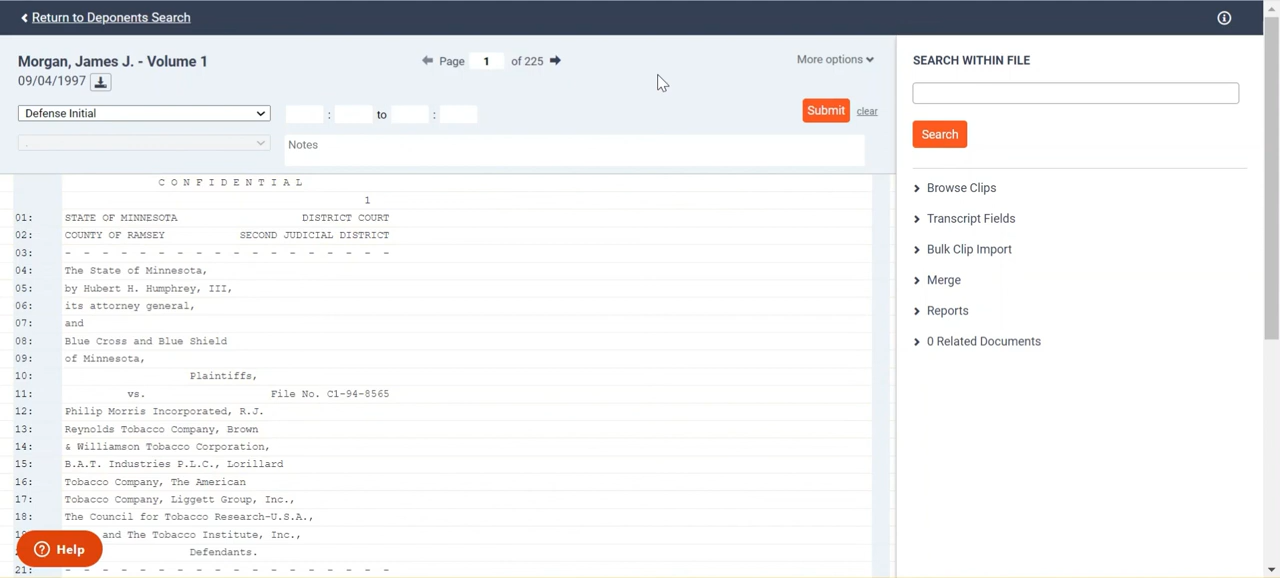 Return to Deponents Search
Morgan, James J. - Volume 1
Page 1 of 225
More options
09/04/1997
Defense Initial
: to :
Submit clear
.
Notes
SEARCH WITHIN FILE
Search
Browse Clips
Transcript Fields
Bulk Clip Import
Merge
Reports
0 Related Documents
C O N F I D E N T I A L
1
01: STATE OF MINNESOTA DISTRICT COURT
02: COUNTY OF RAMSEY SECOND JUDICIAL DISTRICT
03: - - - - - - - - - - - - - - - - - - -
04: The State of Minnesota,
05: by Hubert H. Humphrey, III,
06: its attorney general,
07: and
08: Blue Cross and Blue Shield
09: of Minnesota,
10: Plaintiffs,
11: vs. File No. C1-94-8565
12: Philip Morris Incorporated, R.J.
13: Reynolds Tobacco Company, Brown
14: & Williamson Tobacco Corporation,
15: B.A.T. Industries P.L.C., Lorillard
16: Tobacco Company, The American
17: Tobacco Company, Liggett Group, Inc.,
18: The Council for Tobacco Research-U.S.A.,
and The Tobacco Institute, Inc.,
Defendants.
21: - - - - - - - - - - - - - - - - - - -
Help